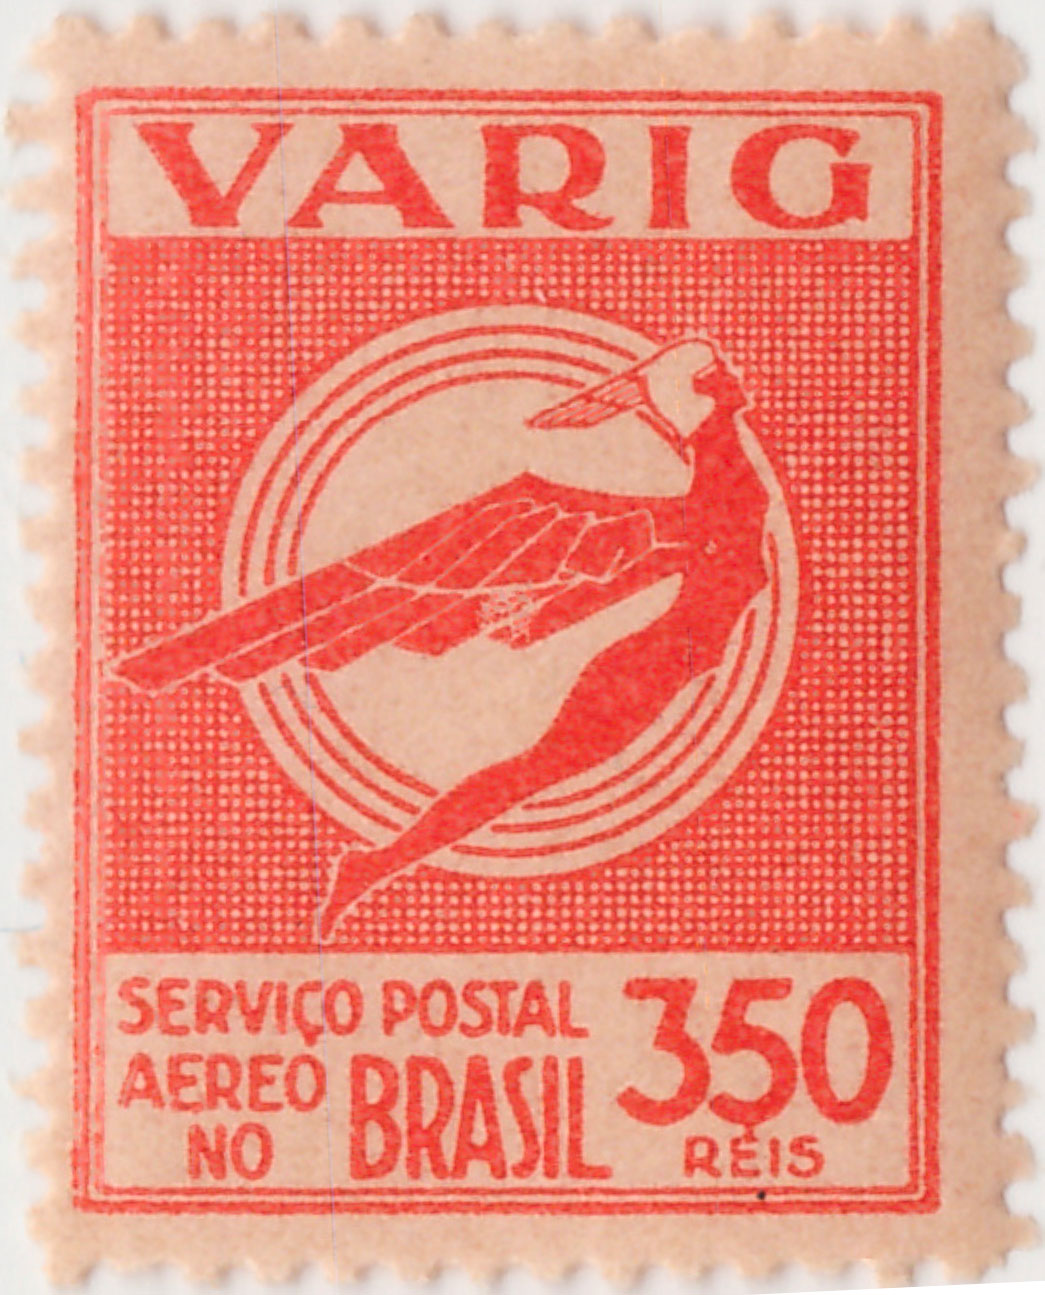 VARIG
SERVIÇO POSTAL
AEREO
NO BRASIL
350
RÉIS